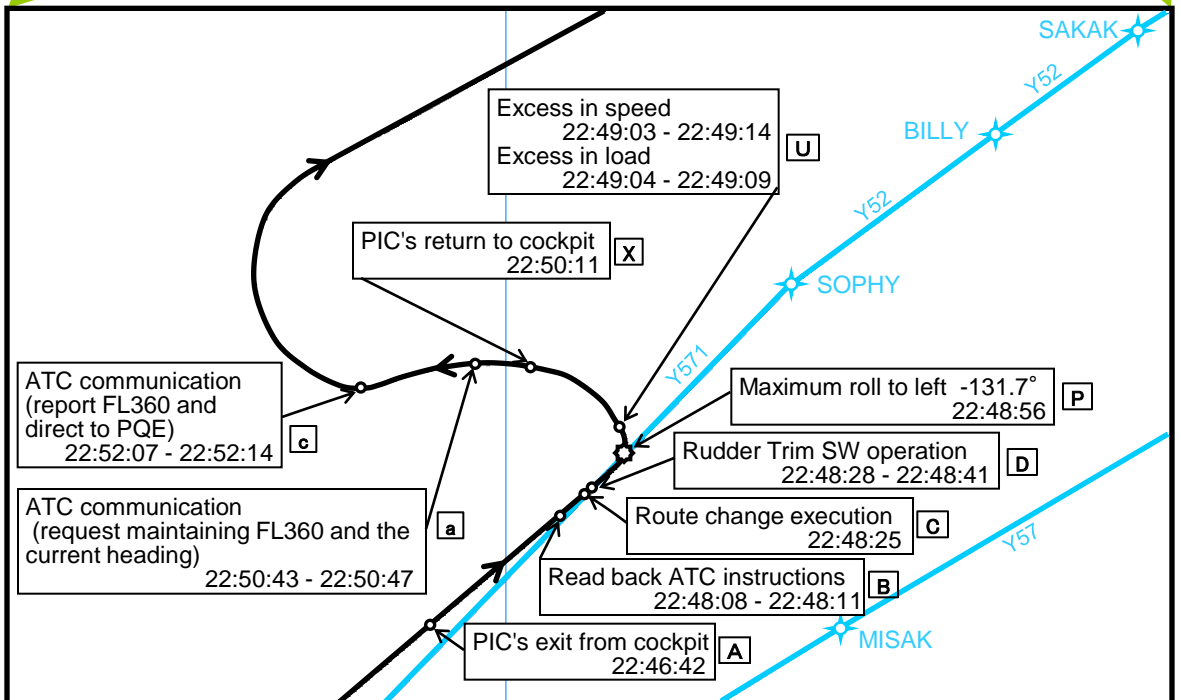 SAKAK
Y52
BILLY
Y52
SOPHY
Y571
Excess in speed
22:49:03 - 22:49:14
Excess in load
22:49:04 - 22:49:09
U
PIC's return to cockpit
22:50:11
X
ATC communication
(report FL360 and
direct to PQE)
22:52:07 - 22:52:14
c
Maximum roll to left -131.7°
22:48:56
P
Rudder Trim SW operation
22:48:28 - 22:48:41
D
ATC communication
(request maintaining FL360 and the
current heading)
22:50:43 - 22:50:47
a
Route change execution
22:48:25
C
Y57
Read back ATC instructions
22:48:08 - 22:48:11
B
MISAK
PIC's exit from cockpit
22:46:42
A